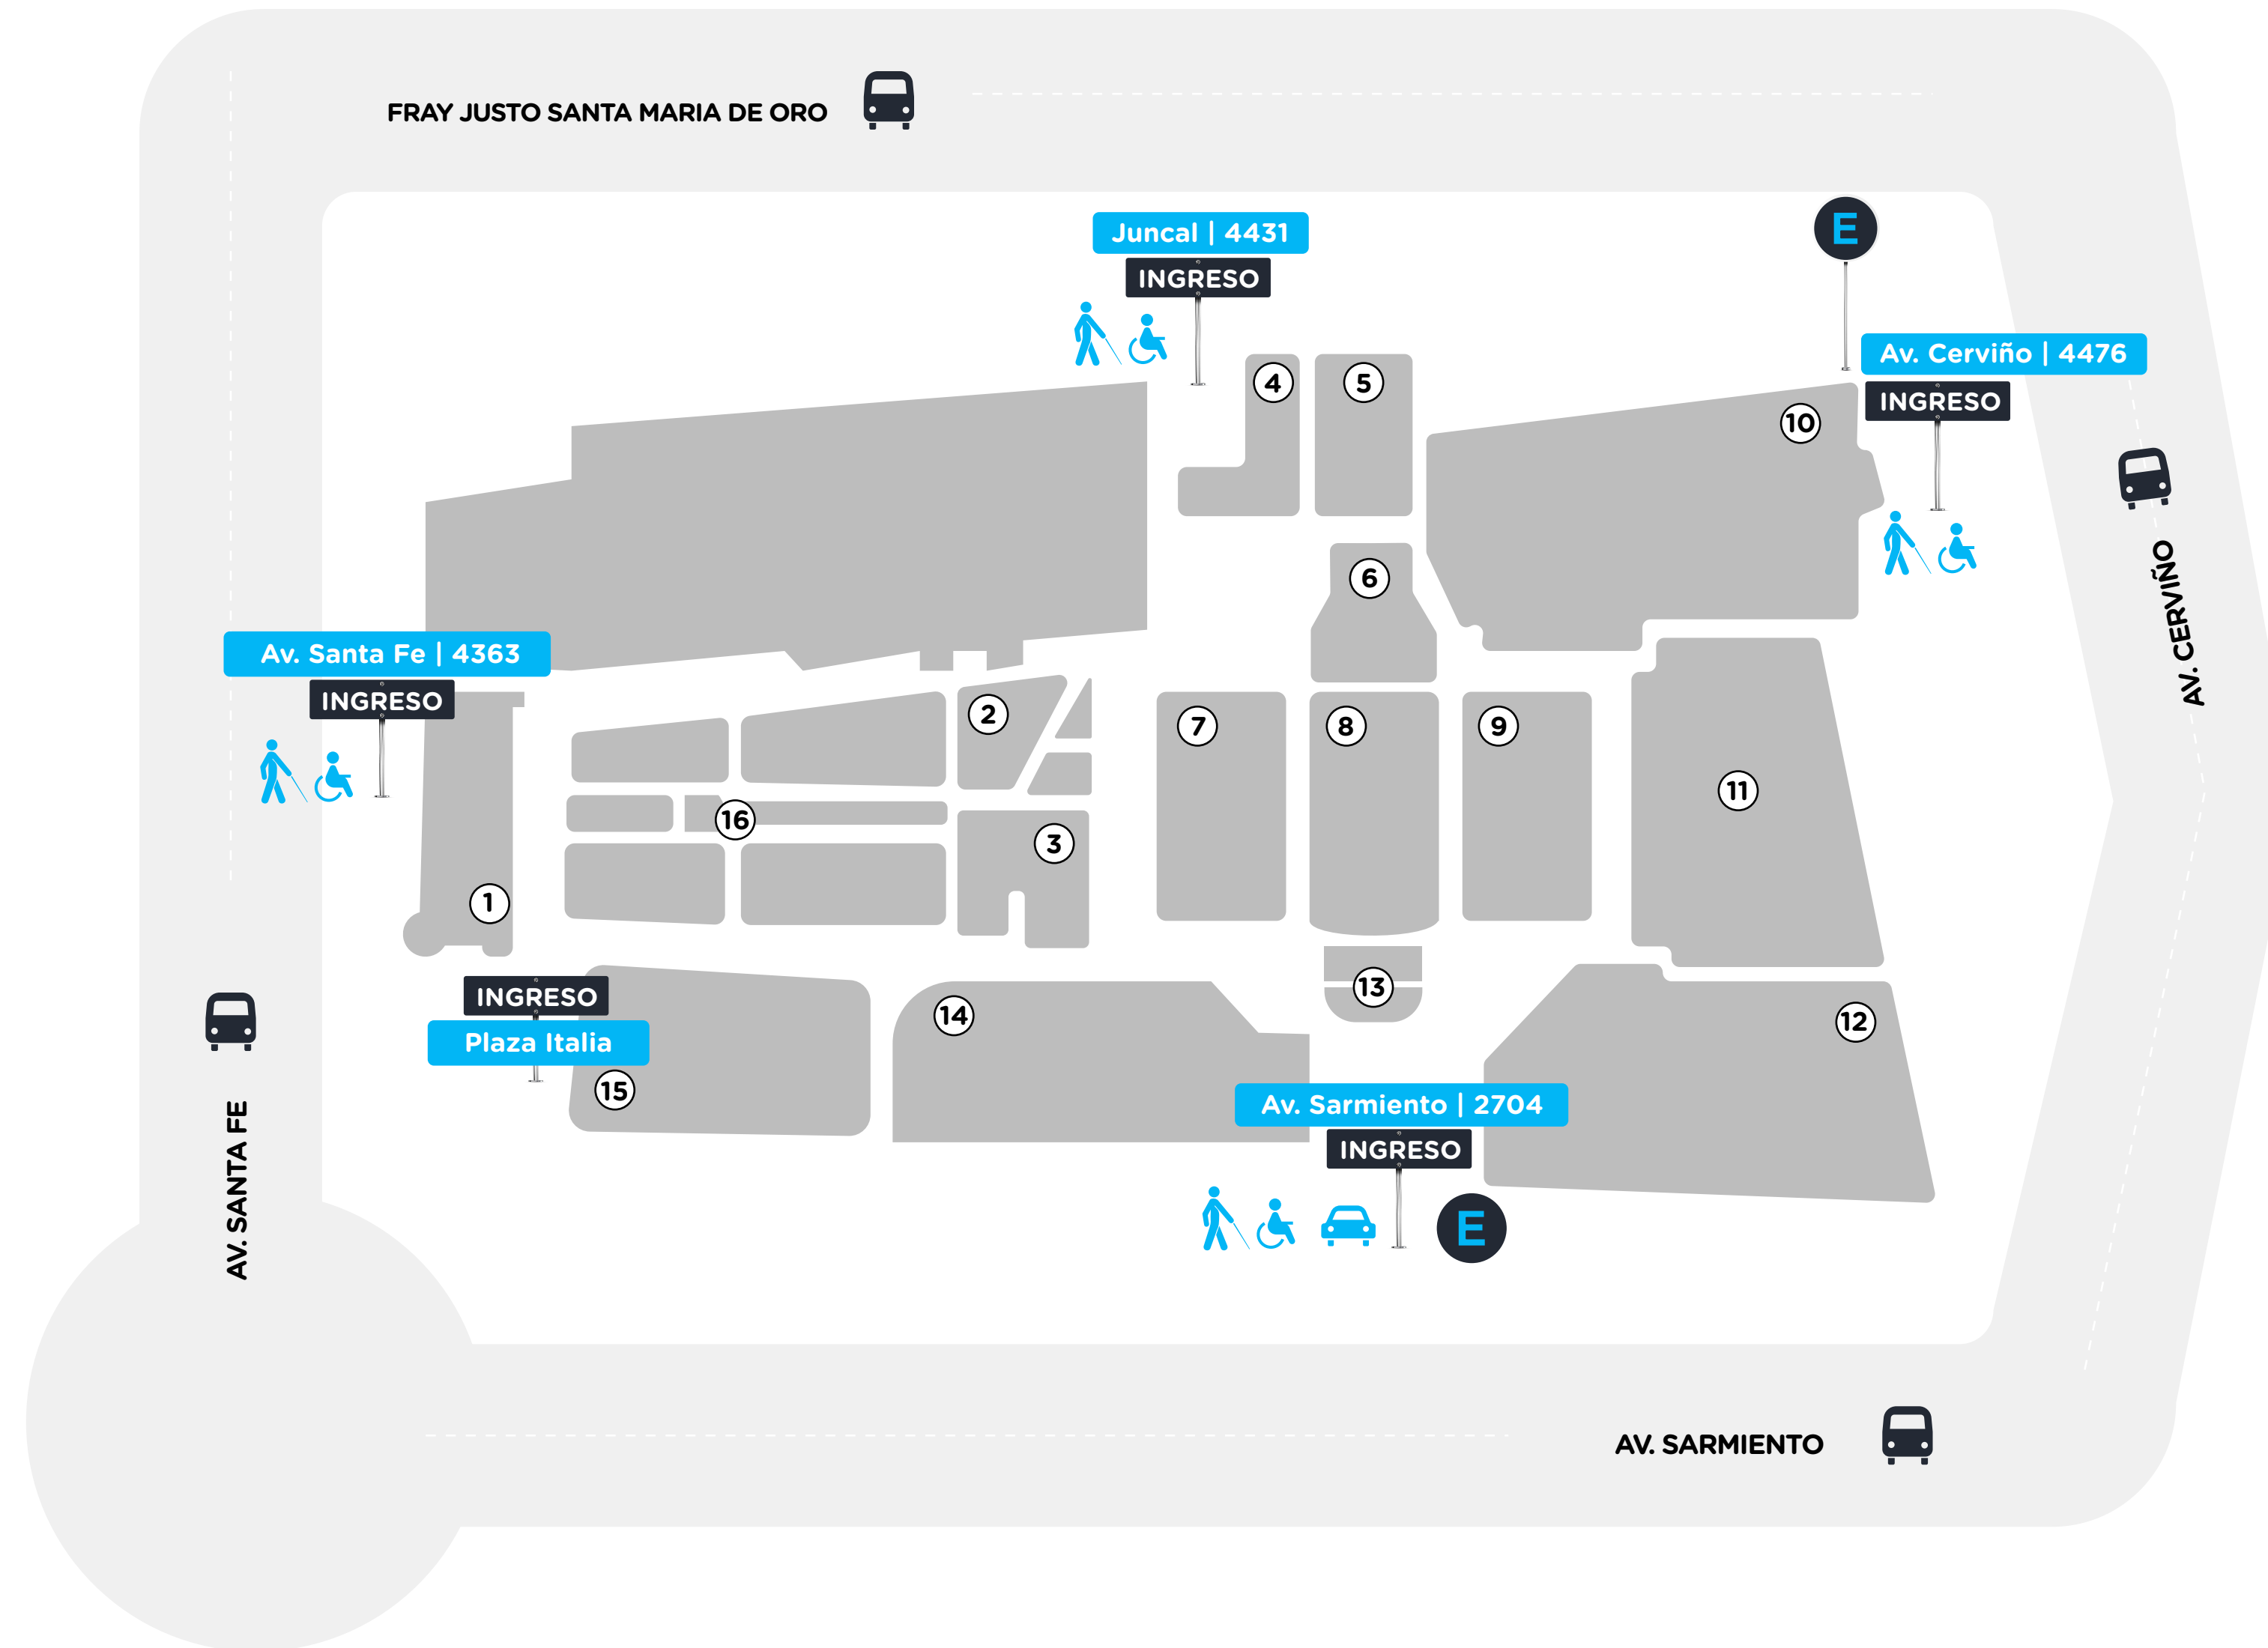 FRAY JUSTO SANTA MARIA DE ORO
Juncal | 4431
INGRESO
E
Av. Cerviño | 4476
INGRESO
4
5
10
6
AV. CERVIÑO
Av. Santa Fe | 4363
INGRESO
2
7
8
9
11
16
3
1
INGRESO
Plaza Italia
15
14
13
12
Av. Sarmiento | 2704
INGRESO
E
AV. SANTA FE
AV. SARMIENTO